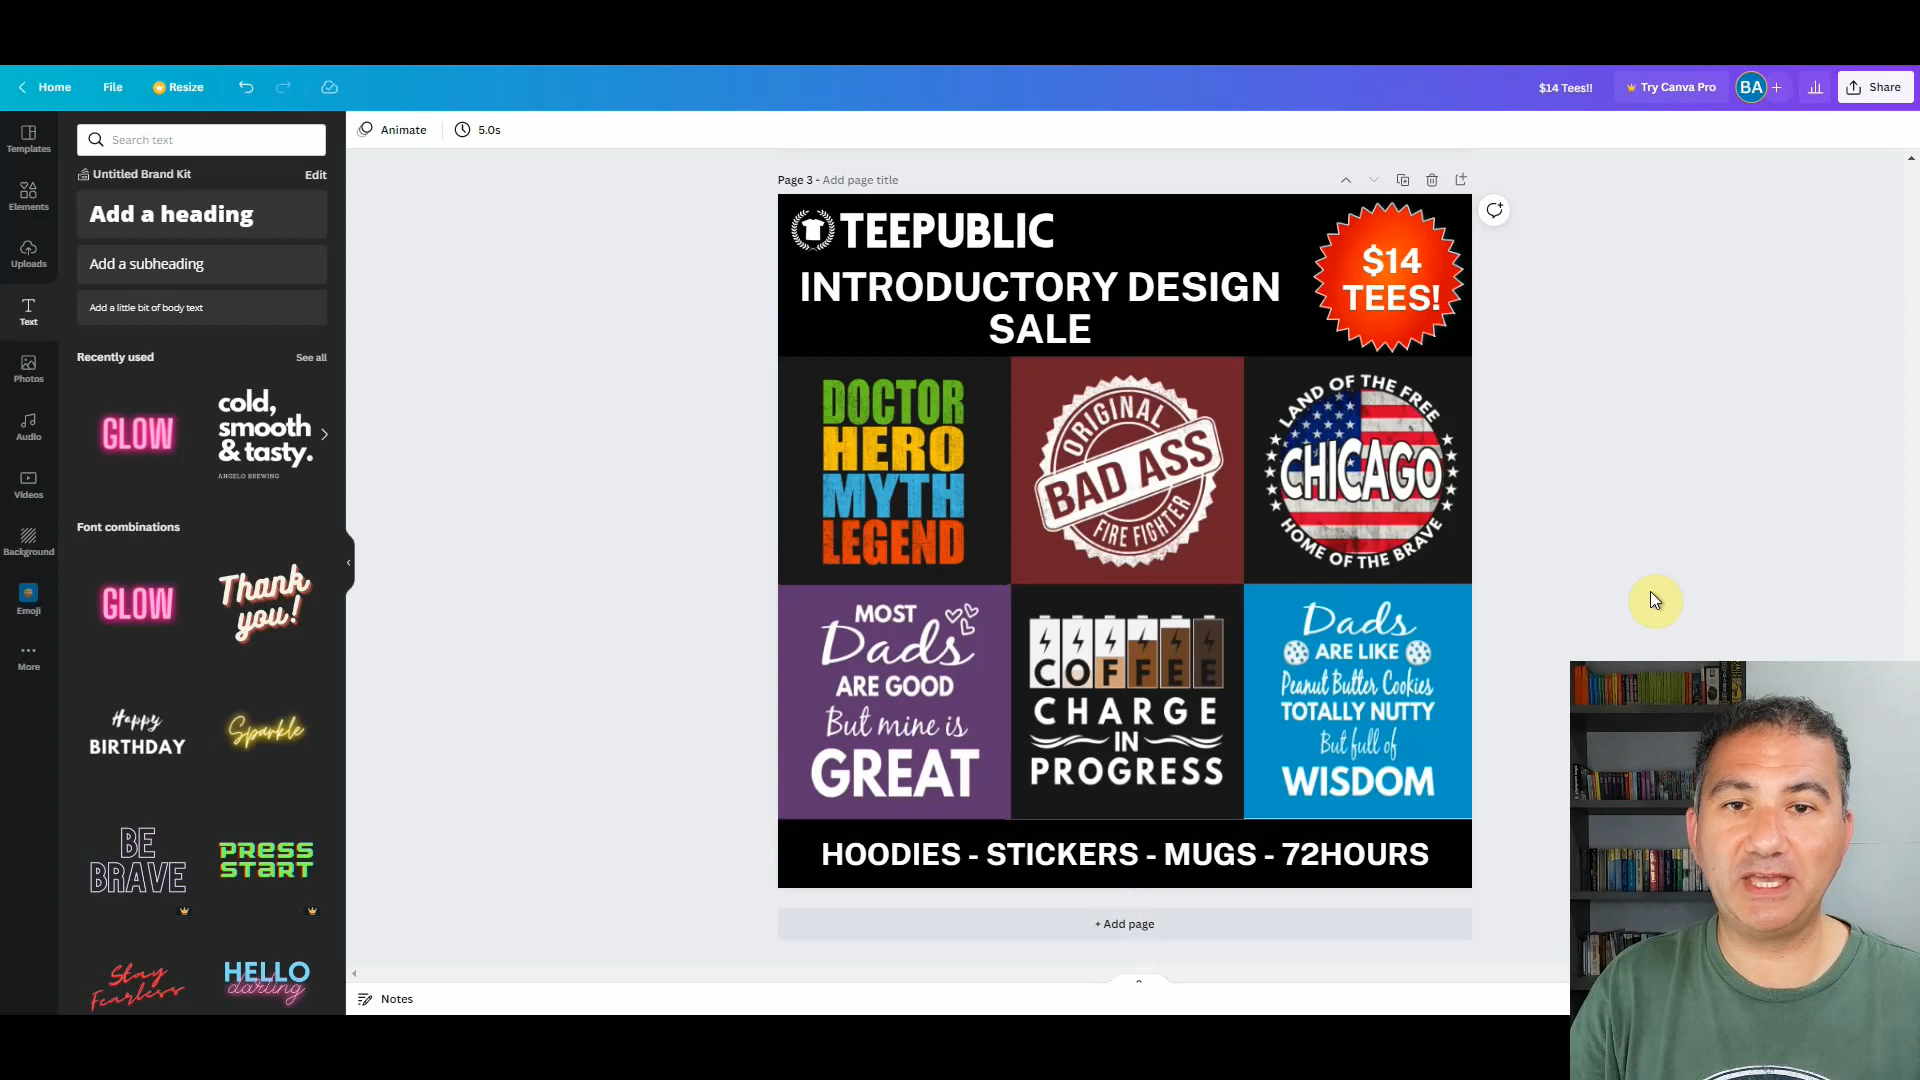 Home File Resize $14 Tees!! Try Canva Pro BA Share
Animate 5.0s
Templates
Elements
Uploads
Text
Photos
Audio
Videos
Background
Emoji
More
Search text
Untitled Brand Kit Edit
Add a heading
Add a subheading
Add a little bit of body text
Recently used See all
GLOW
cold,
smooth
& tasty.
ANGELO BREWING
Font combinations
GLOW
Thank
you!
Happy
BIRTHDAY
Sparkle
BE
BRAVE
PRESS
START
Stay
Fearless
HELLO
darling
Page 3 - Add page title
TEEPUBLIC
INTRODUCTORY DESIGN
SALE
$14
TEES!
DOCTOR
HERO
MYTH
LEGEND
ORIGINAL
BAD ASS
FIRE FIGHTER
LAND OF THE FREE
CHICAGO
HOME OF THE BRAVE
MOST
Dads
ARE GOOD
But mine is
GREAT
COFFEE
CHARGE
IN
PROGRESS
Dads
ARE LIKE
Peanut Butter Cookies
TOTALLY NUTTY
But full of
WISDOM
HOODIES - STICKERS - MUGS - 72HOURS
+ Add page
Notes